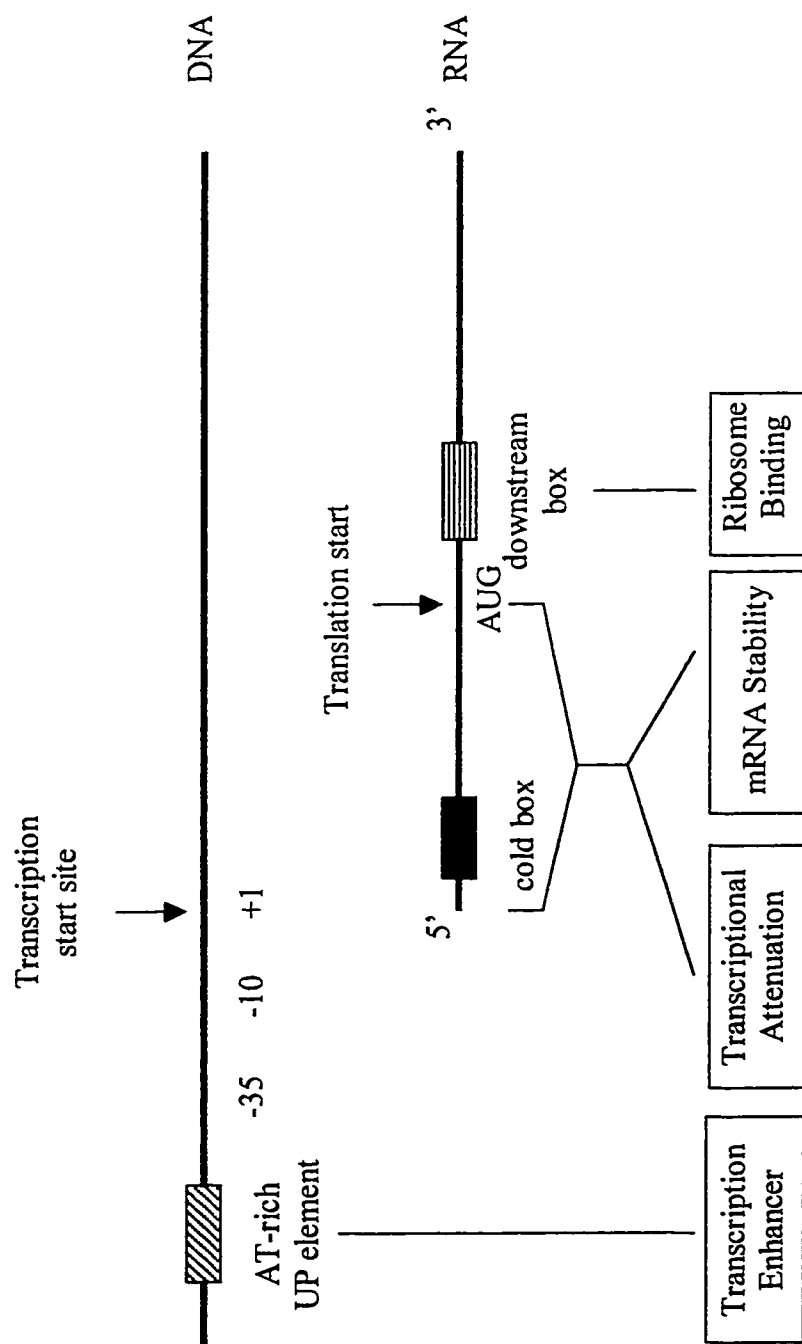 Transcription
start site
DNA
-35
-10
+1
AT-rich
UP element
Translation start
5’
3’
RNA
cold box
AUG
downstream
box
Transcription
Enhancer
Transcriptional
Attenuation
mRNA Stability
Ribosome
Binding